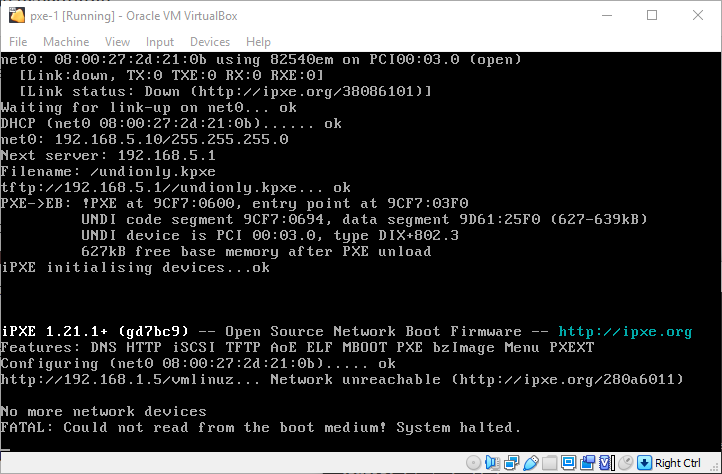 pxe-1 [Running] - Oracle VM VirtualBox
File Machine View Input Devices Help
net0: 08:00:27:2d:21:0b using 82540em on PCI00:03.0 (open)
[Link:down, TX:0 TXE:0 RX:0 RXE:0]
[Link status: Down (http://ipxe.org/38086101)]
Waiting for link-up on net0... ok
DHCP (net0 08:00:27:2d:21:0b)...... ok
net0: 192.168.5.10/255.255.255.0
Next server: 192.168.5.1
Filename: /undionly.kpxe
tftp://192.168.5.1//undionly.kpxe... ok
PXE->EB: !PXE at 9CF7:0600, entry point at 9CF7:03F0
UNDI code segment 9CF7:0694, data segment 9D61:25F0 (627-639kB)
UNDI device is PCI 00:03.0, type DIX+802.3
627kB free base memory after PXE unload
iPXE initialising devices...ok
iPXE 1.21.1+ (gd7bc9) -- Open Source Network Boot Firmware -- http://ipxe.org
Features: DNS HTTP iSCSI TFTP AoE ELF MBOOT PXE bzImage Menu PXEXT
Configuring (net0 08:00:27:2d:21:0b)..... ok
http://192.168.1.5/vmlinuz... Network unreachable (http://ipxe.org/280a6011)
No more network devices
FATAL: Could not read from the boot medium! System halted.
Right Ctrl